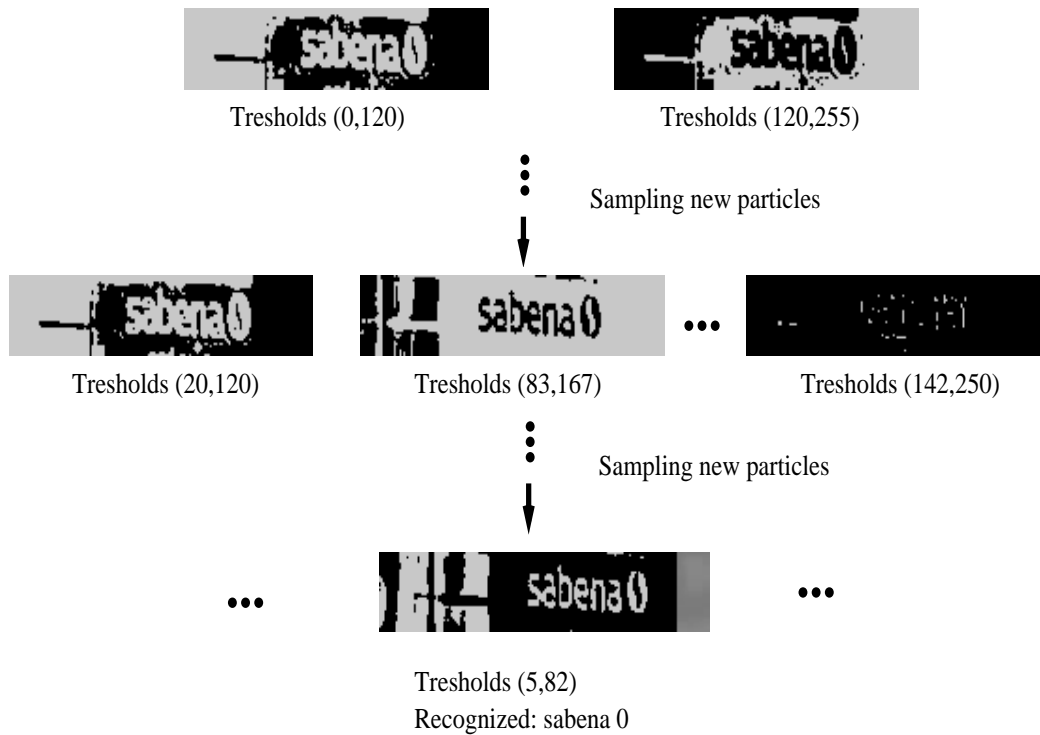 sabena 0
sabena 0
Tresholds (0,120)
Tresholds (120,255)
Sampling new particles
sabena 0
sabena 0
Tresholds (20,120)
Tresholds (83,167)
Tresholds (142,250)
Sampling new particles
sabena 0
Tresholds (5,82)
Recognized: sabena 0